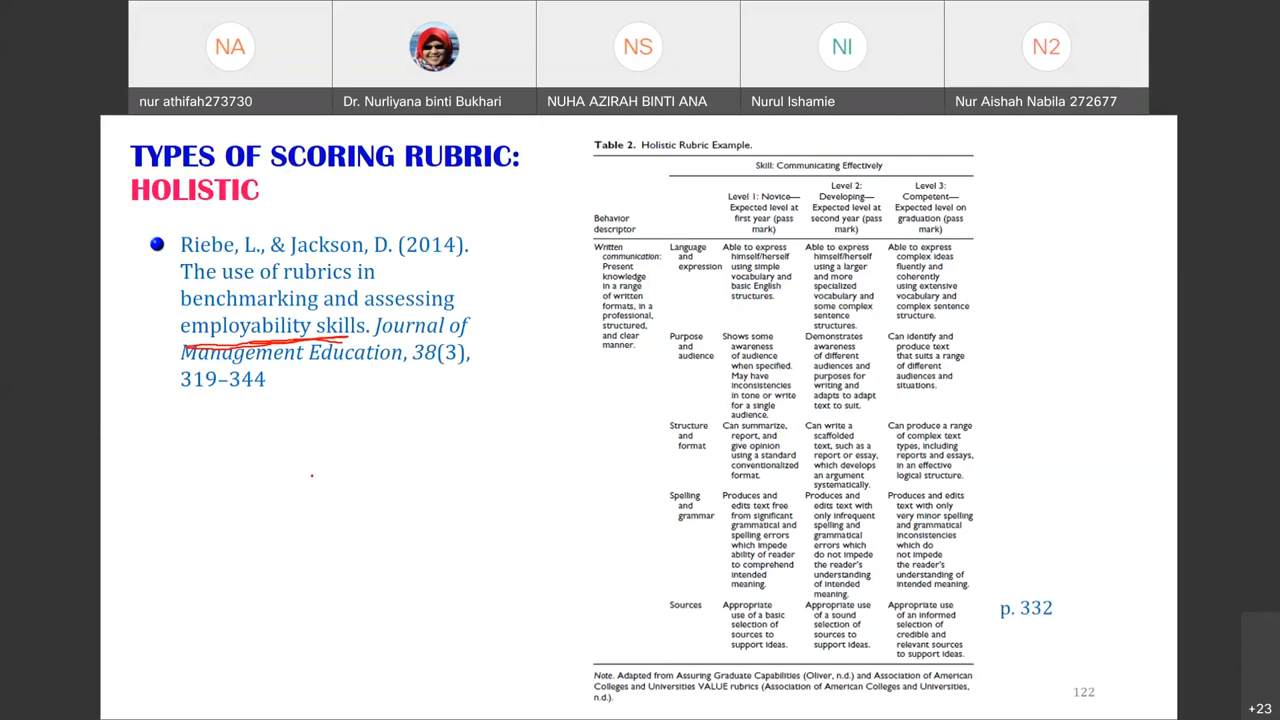 NA
NS
NI
N2
nur athifah273730
Dr. Nurliyana binti Bukhari
NUHA AZIRAH BINTI ANA
Nurul Ishamie
Nur Aishah Nabila 272677
TYPES OF SCORING RUBRIC:
HOLISTIC
Riebe, L., & Jackson, D. (2014).
The use of rubrics in
benchmarking and assessing
employability skills. Journal of
Management Education, 38(3),
319–344
Table 2. Holistic Rubric Example.
Skill: Communicating Effectively
Behavior
descriptor
Level 1: Novice—
Expected level at
first year (pass
mark)
Level 2:
Developing—
Expected level at
second year (pass
mark)
Level 3:
Competent—
Expected level on
graduation (pass
mark)
Written
communication:
Present
knowledge
in a range
of written
formats, in a
professional,
structured,
and clear
manner.
Language
and
expression
Able to express
himself/herself
using simple
vocabulary and
basic English
structures.
Able to express
himself/herself
using a larger
and more
specialized
vocabulary and
some complex
sentence
structures.
Able to express
complex ideas
fluently and
coherently
using extensive
vocabulary and
complex sentence
structure.
Purpose
and
audience
Shows some
awareness
of audience
when specified.
May have
inconsistencies
in tone or write
for a single
audience.
Demonstrates
awareness
of different
audiences and
purposes for
writing and
adapts to adapt
text to suit.
Can identify and
produce text
that suits a range
of different
audiences and
situations.
Structure
and
format
Can summarize,
report, and
give opinion
using a standard
conventionalized
format.
Can write a
scaffolded
text, such as a
report or essay,
which develops
an argument
systematically.
Can produce a range
of complex text
types, including
reports and essays,
in an effective
logical structure.
Spelling
and
grammar
Produces and
edits text free
from significant
grammatical and
spelling errors
which impede
ability of reader
to comprehend
intended
meaning.
Produces and
edits text with
only infrequent
spelling and
grammatical
errors which
do not impede
the reader's
understanding
of intended
meaning.
Produces and edits
text with only
very minor spelling
and grammatical
inconsistencies
which do
not impede
the reader's
understanding of
intended meaning.
Sources
Appropriate
use of a basic
selection of
sources to
support ideas.
Appropriate use
of a sound
selection of
sources to
support ideas.
Appropriate use
of an informed
selection of
credible and
relevant sources
to support ideas.
p. 332
Note. Adapted from Assuring Graduate Capabilities (Oliver, n.d.) and Association of American
Colleges and Universities VALUE rubrics (Association of American Colleges and Universities,
n.d.).
122
+23